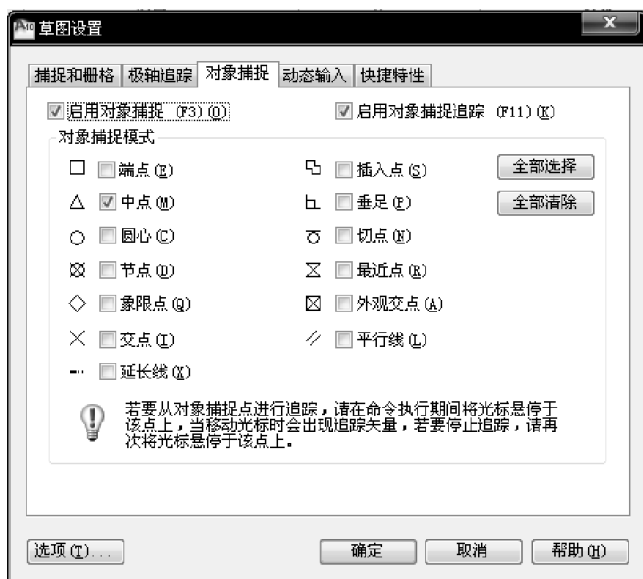 草图设置
捕捉和栅格 极轴追踪 对象捕捉 动态输入 快捷特性
启用对象捕捉 (F3)(O) 启用对象捕捉追踪 (F11)(K)
对象捕捉模式
端点(E) 插入点(S) 全部选择
中点(M) 垂足(P) 全部清除
圆心(C) 切点(N)
节点(D) 最近点(R)
象限点(Q) 外观交点(A)
交点(I) 平行线(L)
延长线(X)
若要从对象捕捉点进行追踪，请在命令执行期间将光标悬停于
该点上，当移动光标时会出现追踪矢量，若要停止追踪，请再
次将光标悬停于该点上。
选项(T)... 确定 取消 帮助(H)